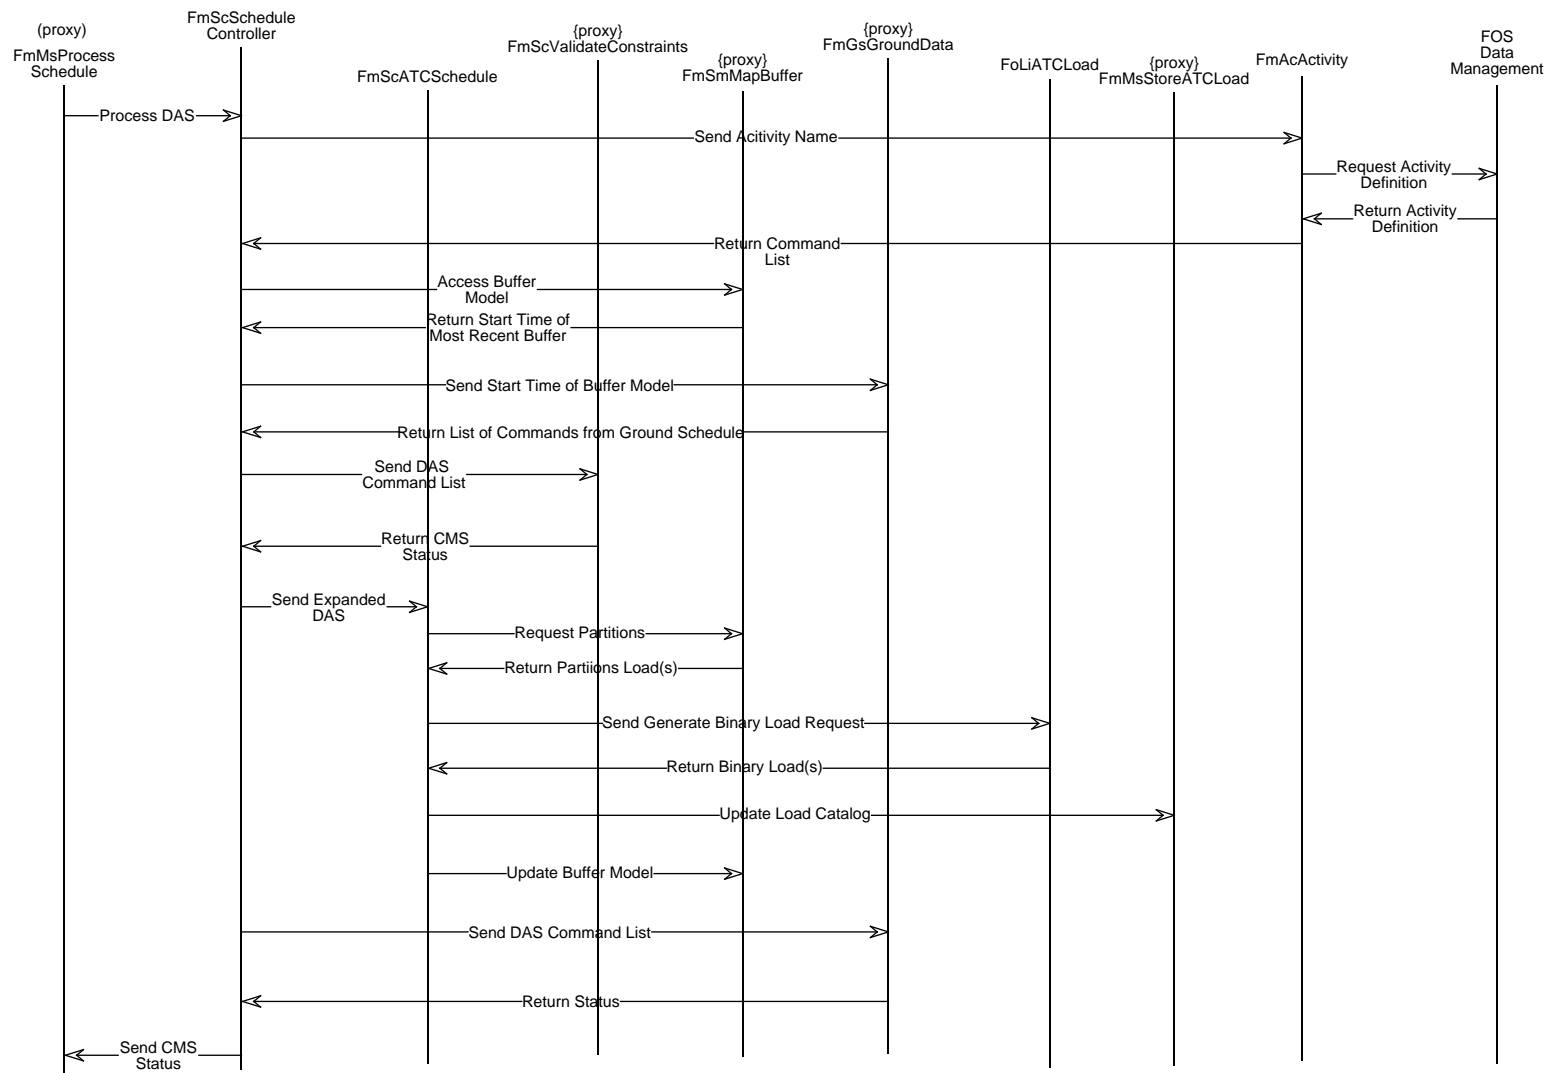 (proxy)
FmMsProcess
Schedule
FmScSchedule
Controller
FmScATCSchedule
{proxy}
FmScValidateConstraints
{proxy}
FmSmMapBuffer
{proxy}
FmGsGroundData
FoLiATCLoad
{proxy}
FmMsStoreATCLoad
FmAcActivity
FOS
Data
Management
Process DAS
Send Acitivity Name
Request Activity
Definition
Return Activity
Definition
Return Command
List
Access Buffer
Model
Return Start Time of
Most Recent Buffer
Send Start Time of Buffer Model
Return List of Commands from Ground Schedule
Send DAS
Command List
Return CMS
Status
Send Expanded
DAS
Request Partitions
Return Partiions Load(s)
Send Generate Binary Load Request
Return Binary Load(s)
Update Load Catalog
Update Buffer Model
Send DAS Command List
Return Status
Send CMS
Status